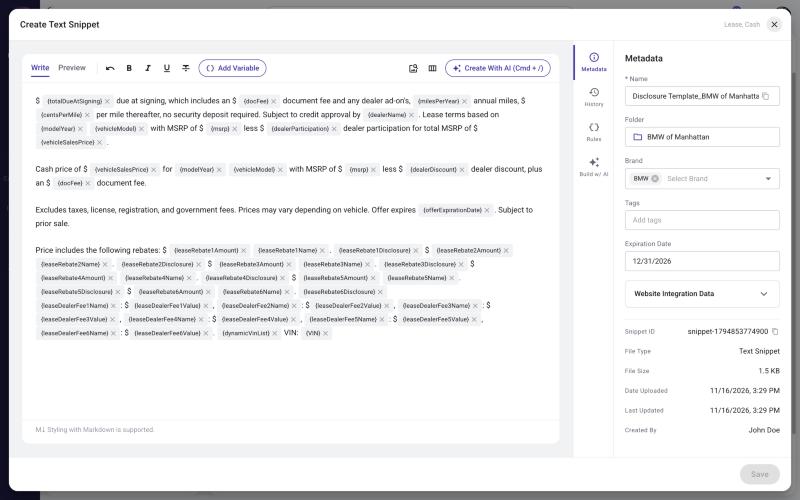 Create Text Snippet
Lease, Cash
Write Preview B I U S {} Add Variable Create With AI (Cmd + /)
$ {totalDueAtSigning} × due at signing, which includes an $ {docFee} × document fee and any dealer ad-on's, {milesPerYear} × annual miles, $
{centsPerMile} × per mile thereafter, no security deposit required. Subject to credit approval by {dealerName} × . Lease terms based on
{modelYear} × {vehicleModel} × with MSRP of {msrp} × less $ {dealerParticipation} × dealer participation for total MSRP of $
{vehicleSalesPrice} × .
Cash price of $ {vehicleSalesPrice} × for {modelYear} × {vehicleModel} × with MSRP of $ {msrp} × less $ {dealerDiscount} × dealer discount, plus
an $ {docFee} × document fee.
Excludes taxes, license, registration, and government fees. Prices may vary depending on vehicle. Offer expires {offerExpirationDate} × . Subject to
prior sale.
Price includes the following rebates: $ {leaseRebate1Amount} × {leaseRebate1Name} × . {leaseRebate1Disclosure} × $ {leaseRebate2Amount} ×
{leaseRebate2Name} × . {leaseRebate2Disclosure} × $ {leaseRebate3Amount} × {leaseRebate3Name} × . {leaseRebate3Disclosure} × $
{leaseRebate4Amount} × {leaseRebate4Name} × . {leaseRebate4Disclosure} × $ {leaseRebate5Amount} × {leaseRebate5Name} × .
{leaseRebate5Disclosure} × $ {leaseRebate6Amount} × {leaseRebate6Name} × . {leaseRebate6Disclosure} ×
{leaseDealerFee1Name} × : $ {leaseDealerFee1Value} × , {leaseDealerFee2Name} × : $ {leaseDealerFee2Value} × , {leaseDealerFee3Name} × : $
{leaseDealerFee3Value} × , {leaseDealerFee4Name} × : $ {leaseDealerFee4Value} × , {leaseDealerFee5Name} × : $ {leaseDealerFee5Value} × ,
{leaseDealerFee6Name} × : $ {leaseDealerFee6Value} × . {dynamicVinList} × VIN: {VIN} ×
M↓ Styling with Markdown is supported.
Metadata
History
Rules
Build w/ AI
Metadata
* Name
Disclosure Template_BMW of Manhatta
Folder
BMW of Manhattan
Brand
BMW Select Brand
Tags
Add tags
Expiration Date
12/31/2026
Website Integration Data
Snippet ID snippet-1794853774900
File Type Text Snippet
File Size 1.5 KB
Date Uploaded 11/16/2026, 3:29 PM
Last Updated 11/16/2026, 3:29 PM
Created By John Doe
Save